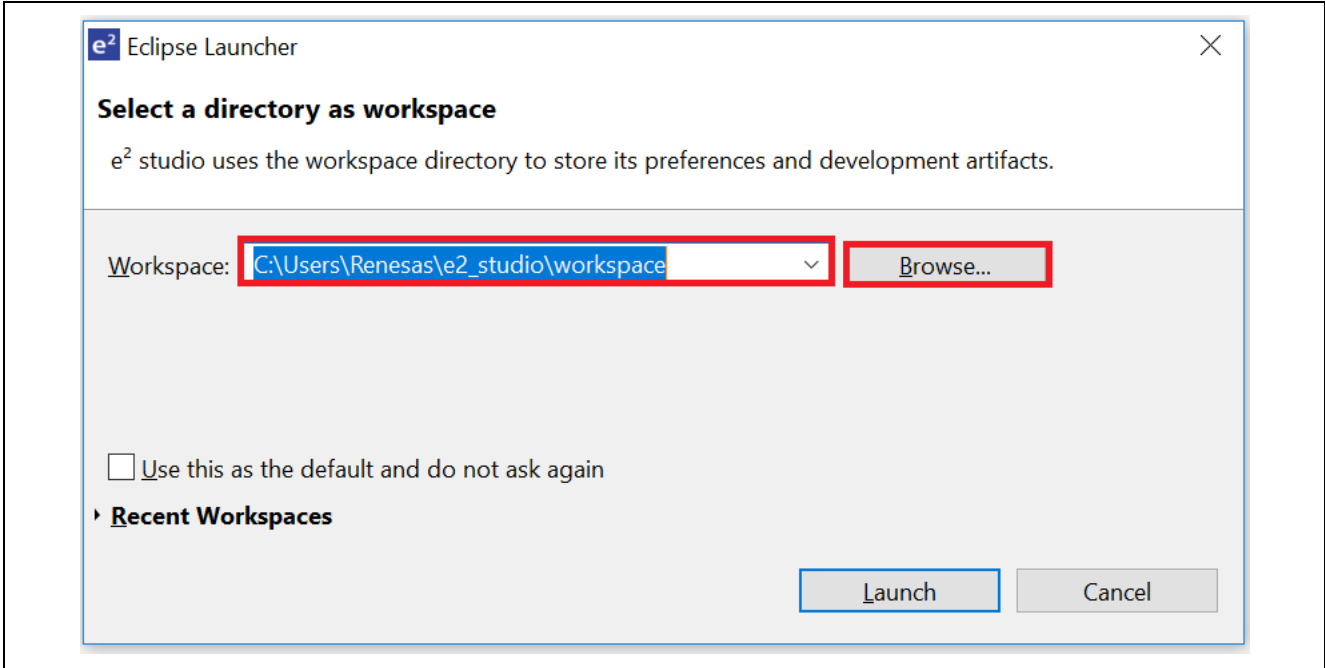 e² Eclipse Launcher
Select a directory as workspace
e² studio uses the workspace directory to store its preferences and development artifacts.
Workspace: C:\Users\Renesas\e2_studio\workspace Browse...
Use this as the default and do not ask again
Recent Workspaces
Launch Cancel